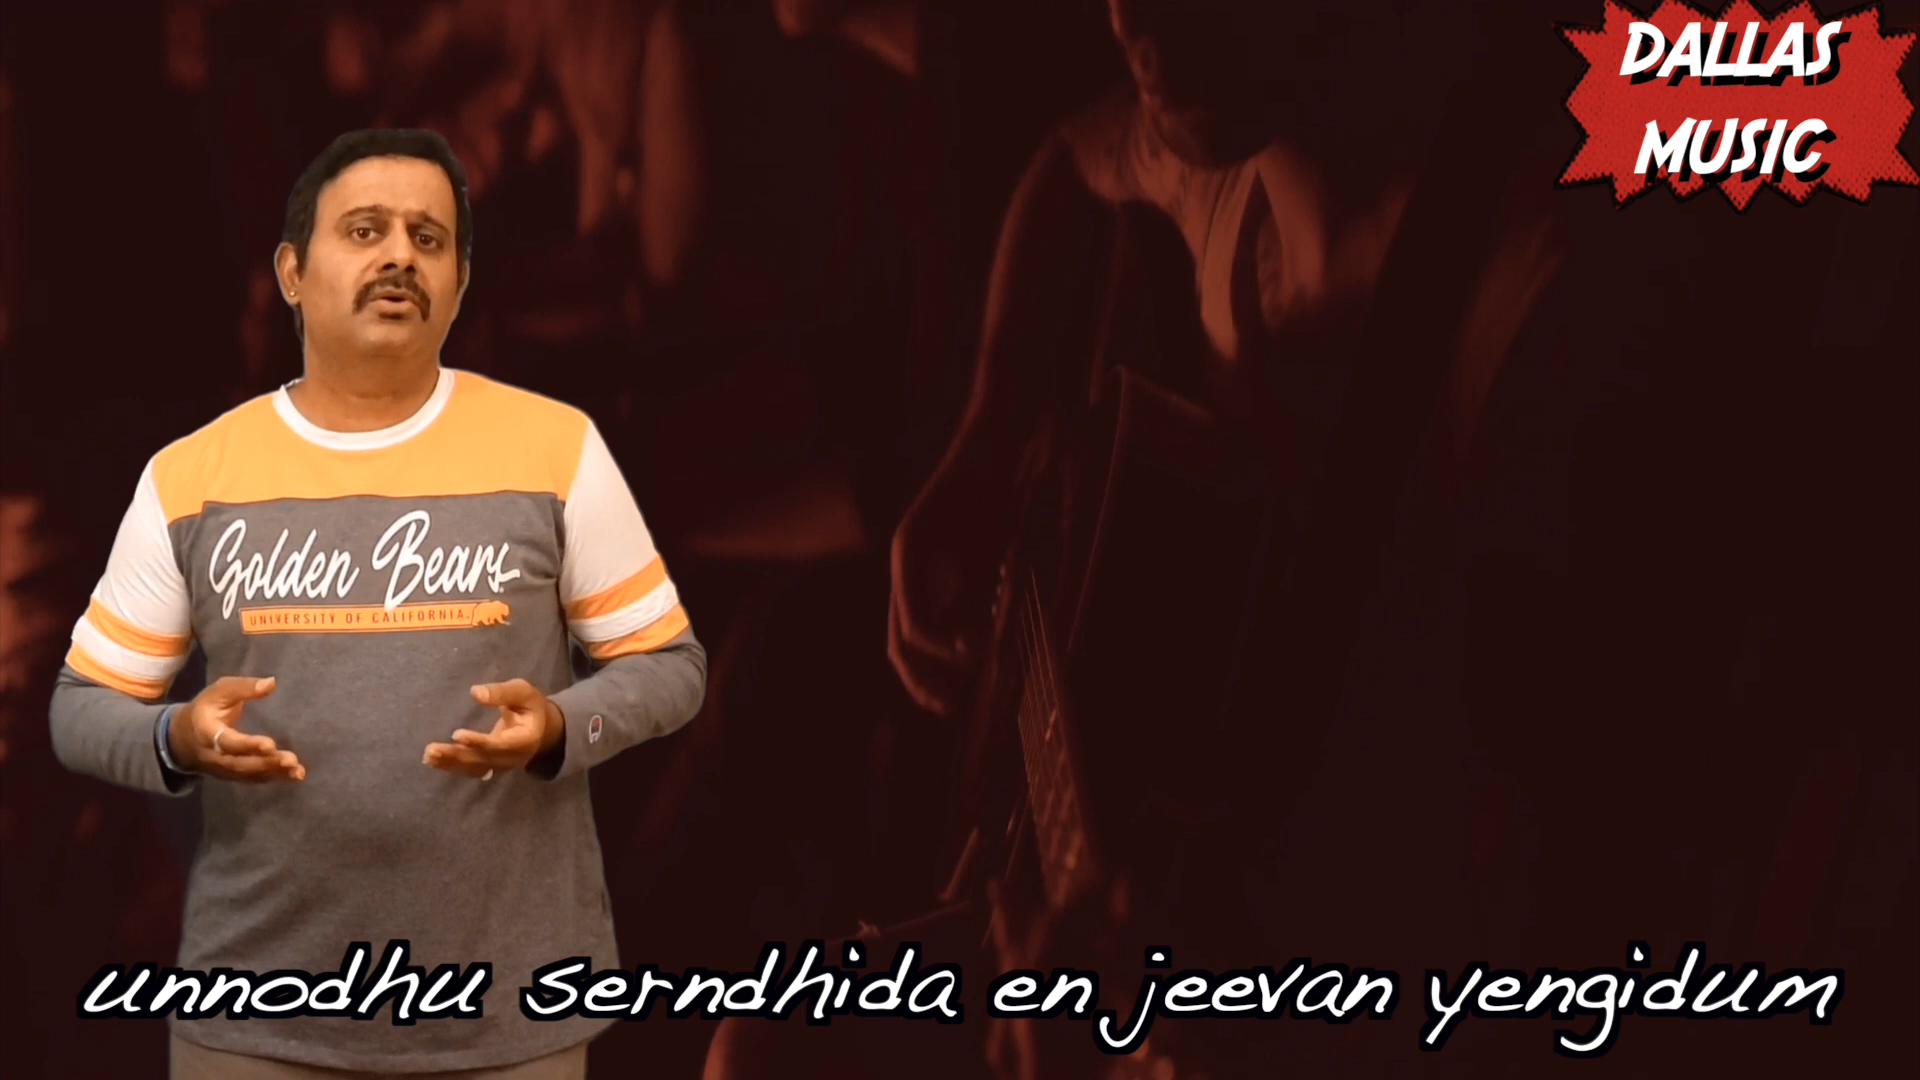 DALLAS
MUSIC
Golden Bears
UNIVERSITY OF CALIFORNIA
unnodhu serndhida en jeevan yengidum